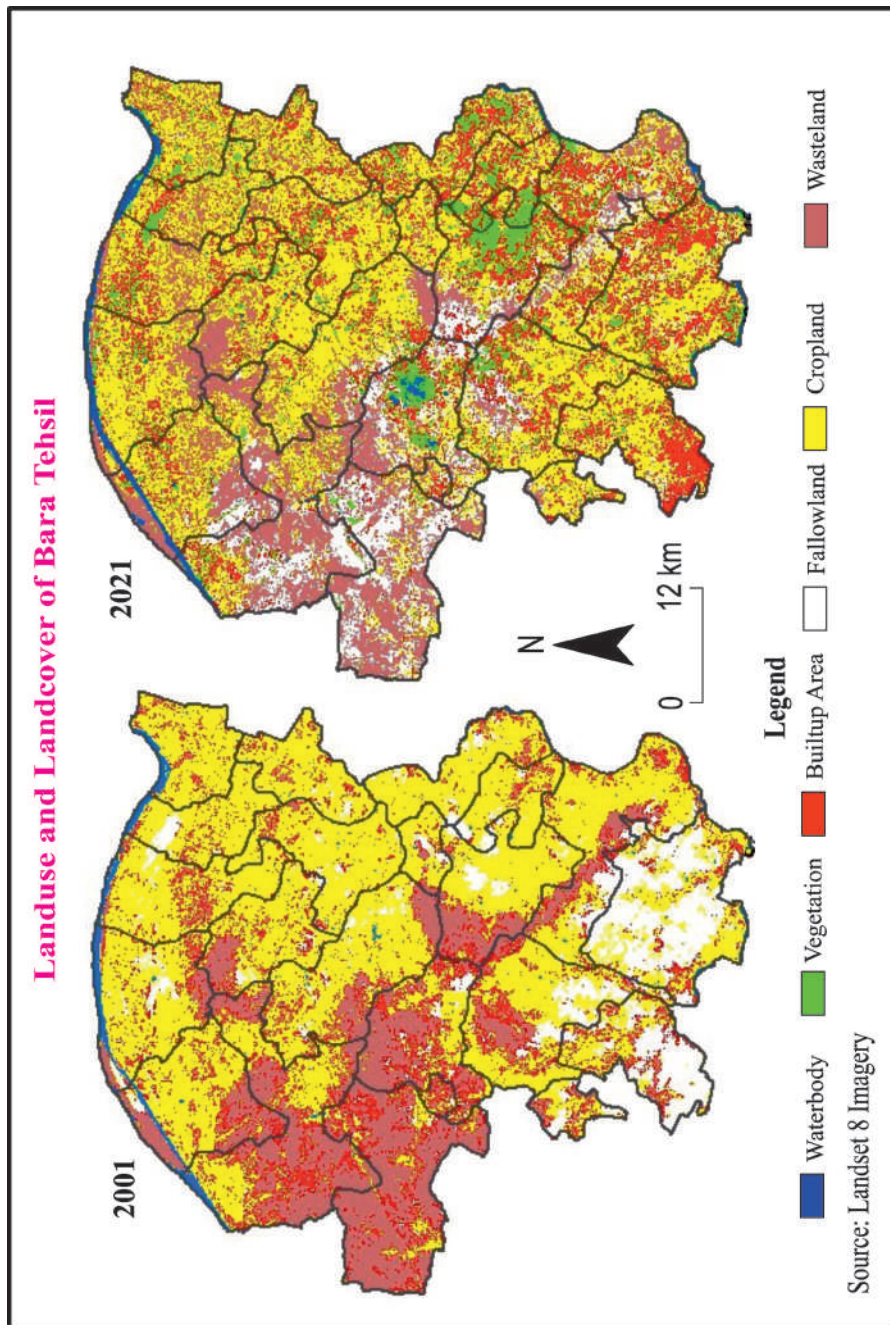 Landuse and Landcover of Bara Tehsil
2001
2021
N
0 12 km
Legend
Waterbody Vegetation Builtup Area Fallowland Cropland Wasteland
Source: Landset 8 Imagery